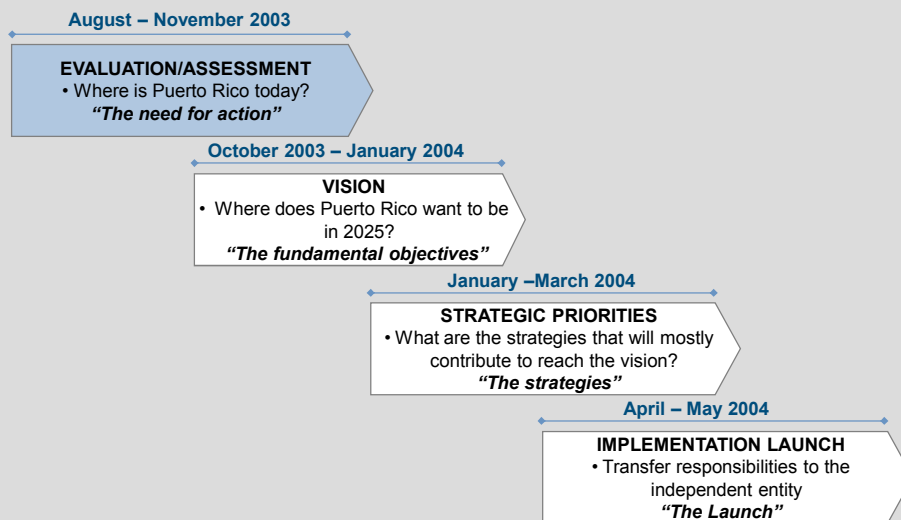 August – November 2003
EVALUATION/ASSESSMENT
• Where is Puerto Rico today?
“The need for action”
October 2003 – January 2004
VISION
• Where does Puerto Rico want to be
in 2025?
“The fundamental objectives”
January –March 2004
STRATEGIC PRIORITIES
• What are the strategies that will mostly
contribute to reach the vision?
“The strategies”
April – May 2004
IMPLEMENTATION LAUNCH
• Transfer responsibilities to the
independent entity
“The Launch”